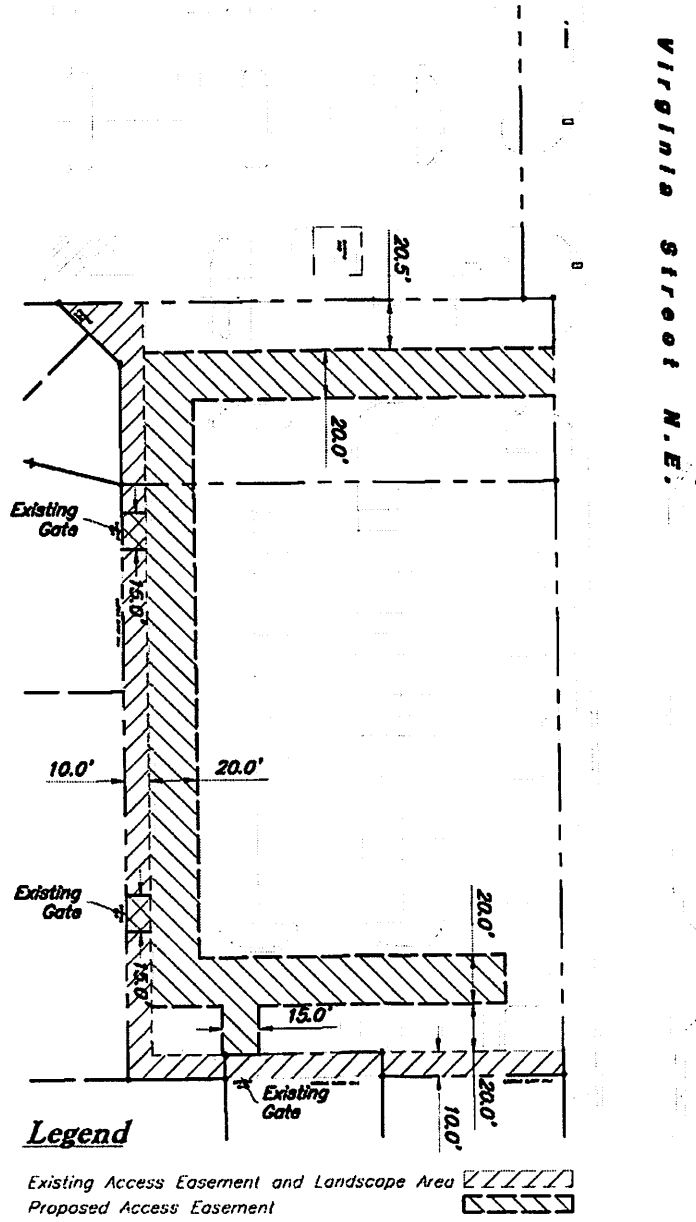 Virginia Street N.E.
20.5'
20.0'
Existing
Gate
15.0'
10.0'
20.0'
Existing
Gate
15.0'
20.0'
15.0'
20.0'
10.0'
Existing
Gate
Legend
Existing Access Easement and Landscape Area
Proposed Access Easement